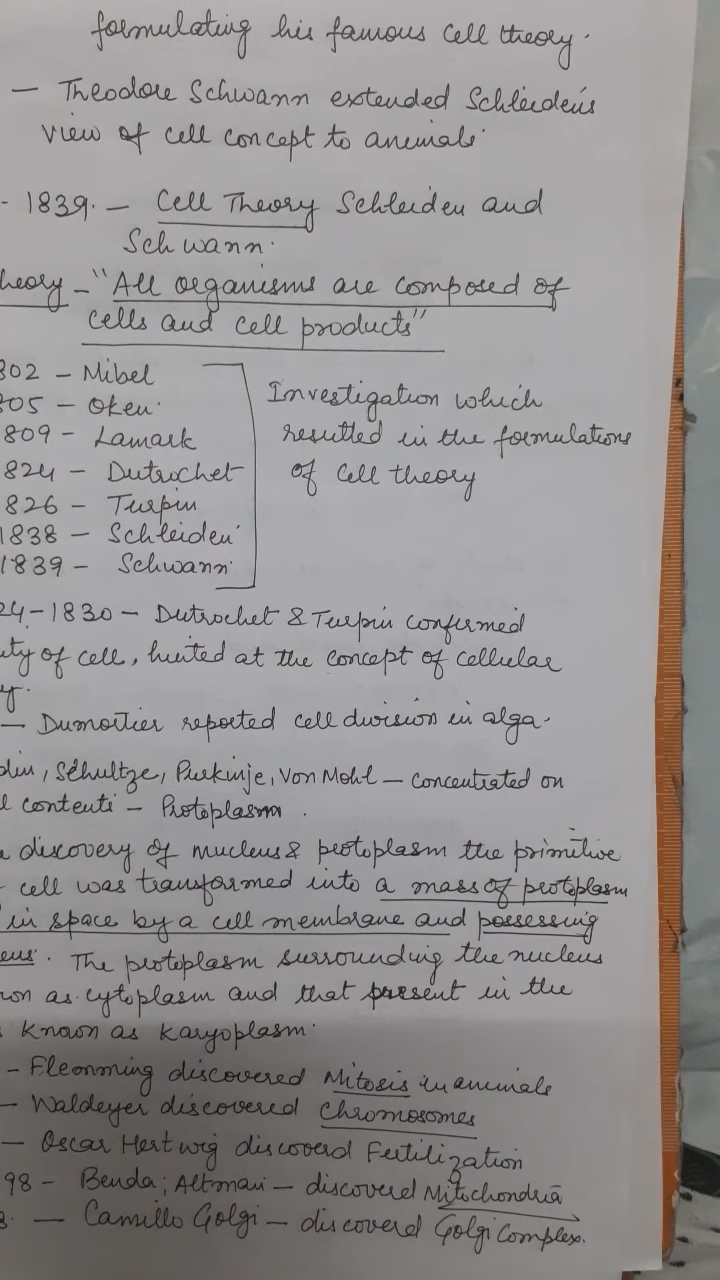 formulating his famous cell theory.
— Theodore Schwann extended Schleiden's
view of cell concept to animals.
- 1839. — Cell Theory Schleiden and
Schwann.
heory — "All organisms are composed of
cells and cell products"
802 — Mibel
805 — Oken.
809 - Lamark
824 — Dutrochet
826 - Turpin
1838 — Schleiden
1839 - Schwann.
Investigation which
resulted in the formulations
of cell theory
24-1830 — Dutrochet & Turpin confirmed
ity of cell, hinted at the concept of cellular
y.
— Dumortier reported cell division in alga.
Schultze, Purkinje, Von Mohl — concentrated on
l contents — Protoplasm.
discovery of nucleus & protoplasm the primitive
cell was transformed into a mass of protoplasm
in space by a cell membrane and possessing
eus. The protoplasm surrounding the nucleus
wn as cytoplasm and that present in the
known as karyoplasm.
- Flemming discovered Mitosis in animals
— Waldeyer discovered Chromosomes
— Oscar Hertwig discoverd Fertilization
98 - Benda; Altman — discovered Mitochondria
— Camillo Golgi — discoverd Golgi Complex.